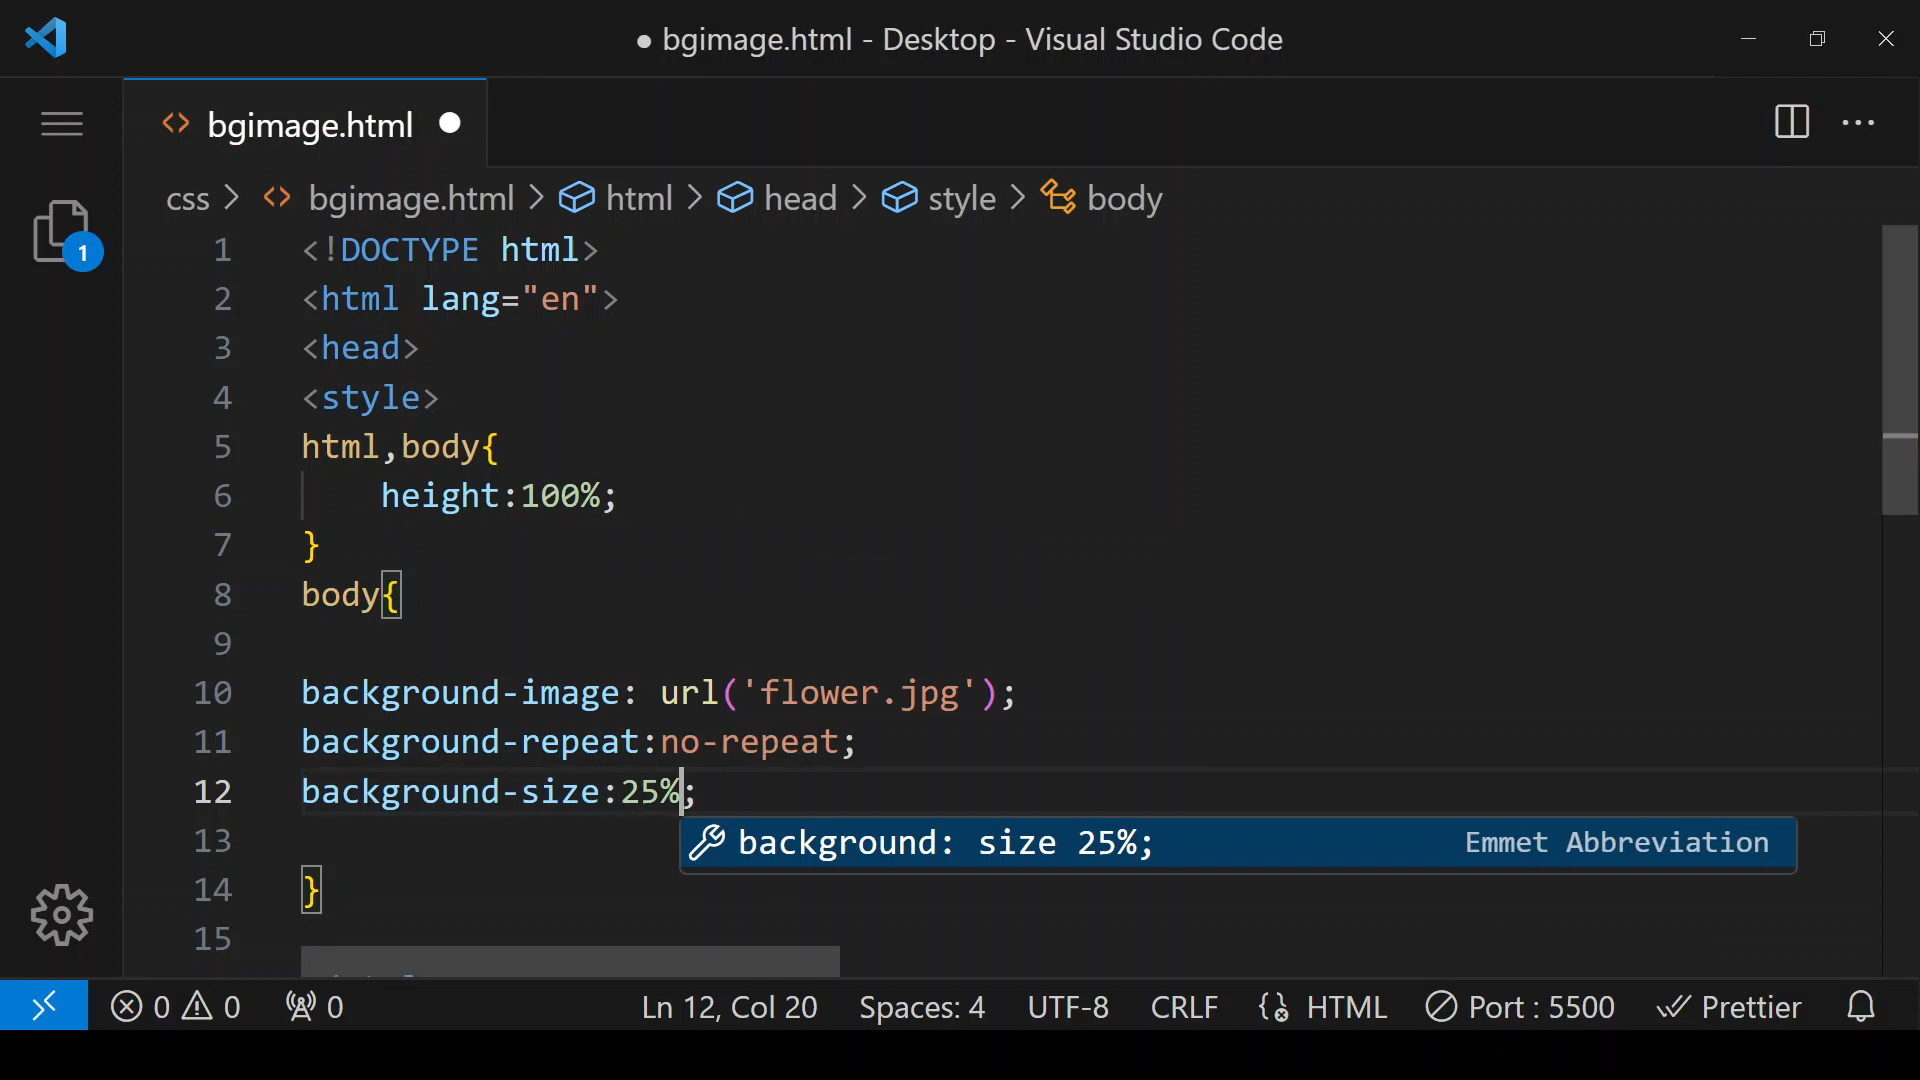 ● bgimage.html - Desktop - Visual Studio Code
bgimage.html
css > bgimage.html > html > head > style > body
1 <!DOCTYPE html>
2 <html lang="en">
3 <head>
4 <style>
5 html,body{
6 height:100%;
7 }
8 body{
9
10 background-image: url('flower.jpg');
11 background-repeat:no-repeat;
12 background-size:25%;
background: size 25%; Emmet Abbreviation
13
14 }
15
1
0 0 0 Ln 12, Col 20 Spaces: 4 UTF-8 CRLF HTML Port : 5500 Prettier